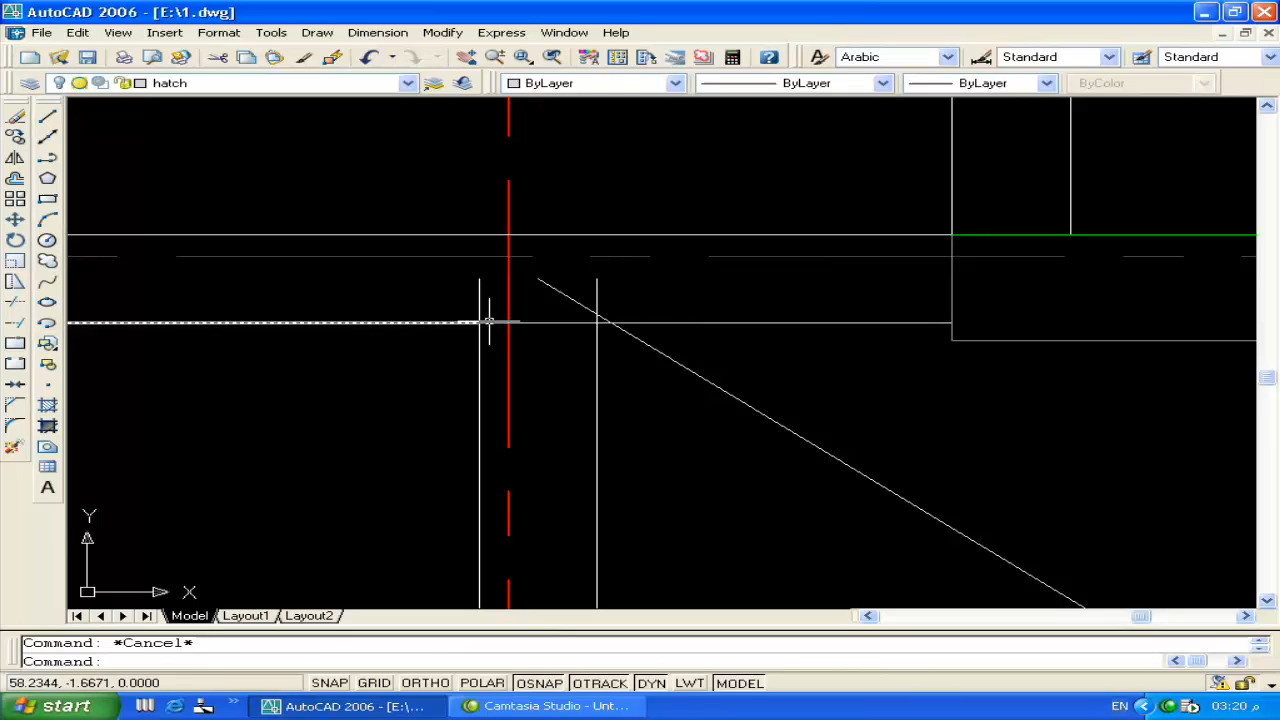 AutoCAD 2006 - [E:\1.dwg]
File Edit View Insert Format Tools Draw Dimension Modify Express Window Help
Arabic Standard Standard
hatch ByLayer ByLayer ByLayer ByColor
A
Y
X
Model Layout1 Layout2
Command: *Cancel*
Command:
58.2344, -1.6671, 0.0000 SNAP GRID ORTHO POLAR OSNAP OTRACK DYN LWT MODEL
start AutoCAD 2006 - [E:\... Camtasia Studio - Unt... EN 03:20 م